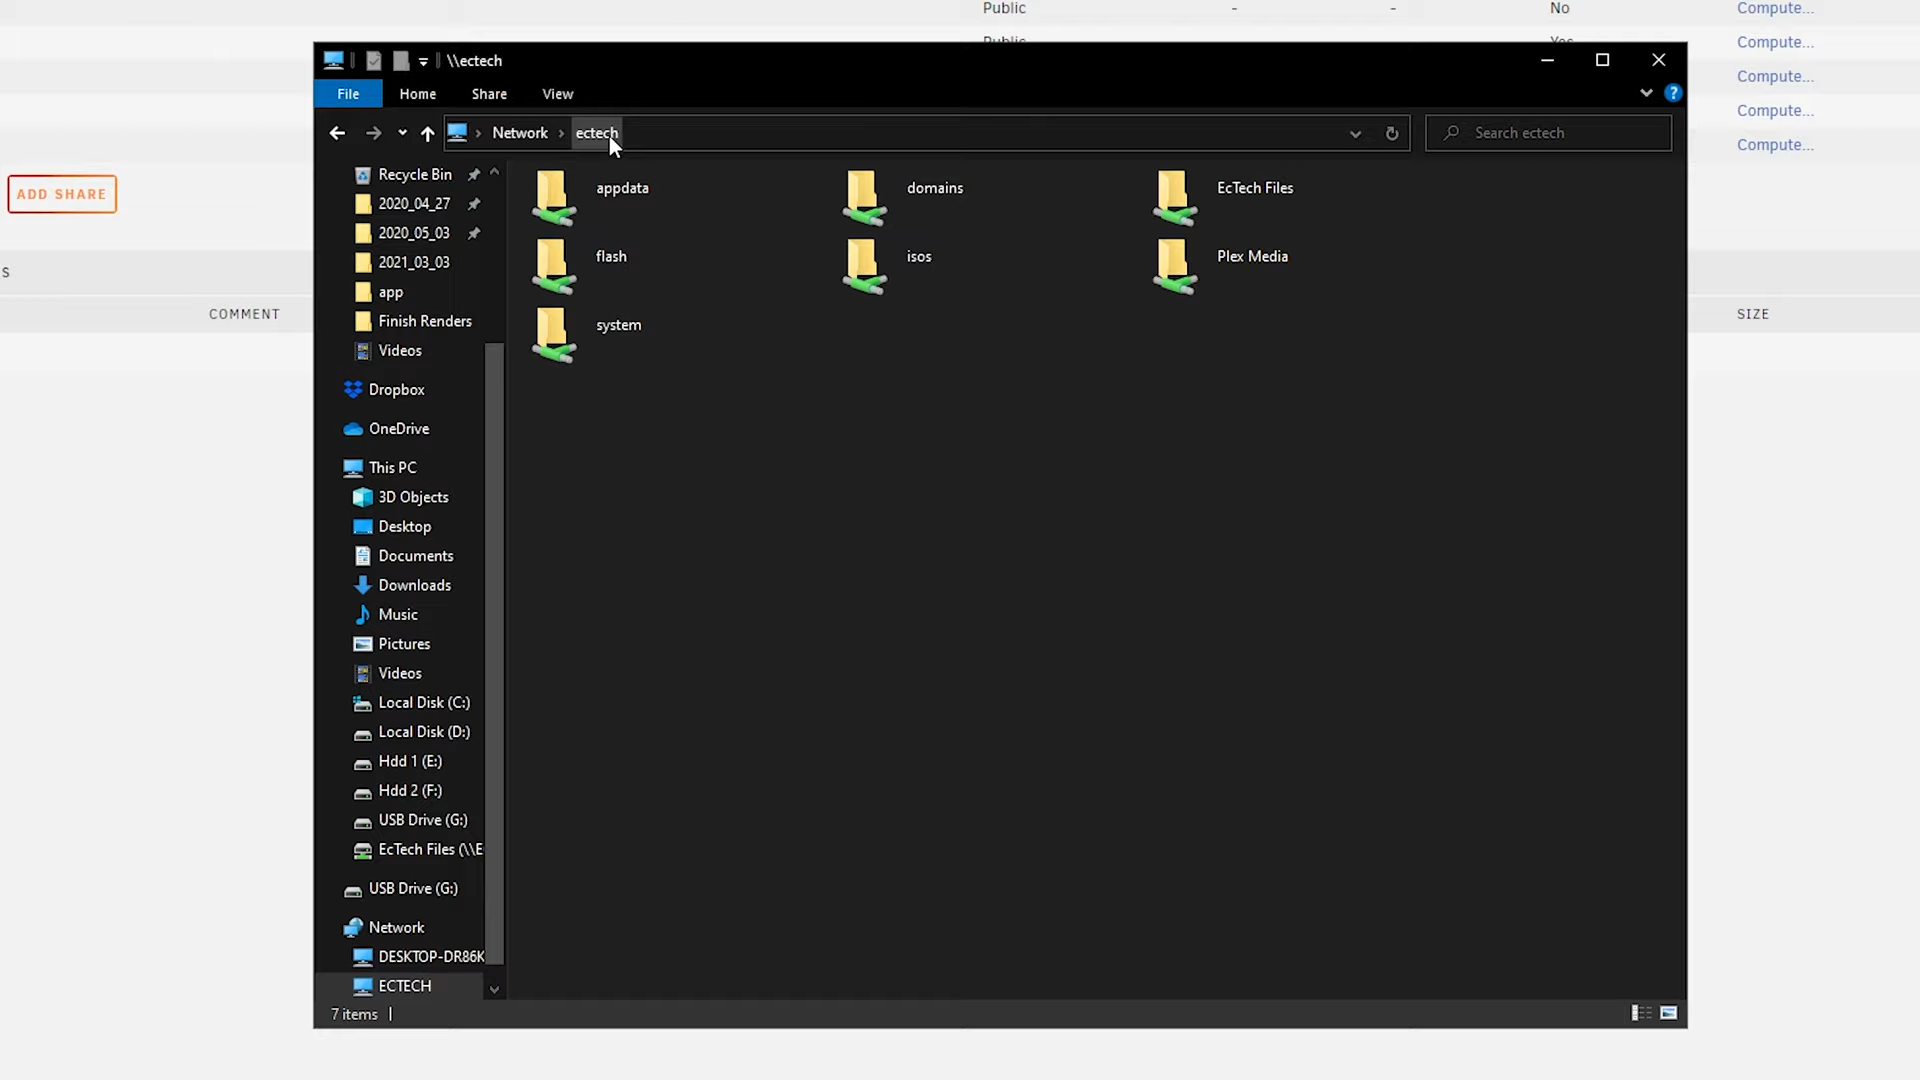 Public - - No Compute...
Public Yes Compute...
Compute...
Compute...
Compute...
ADD SHARE
S
COMMENT
SIZE
\\ectech
File Home Share View
Network ectech
Search ectech
Recycle Bin
2020_04_27
2020_05_03
2021_03_03
app
Finish Renders
Videos
Dropbox
OneDrive
This PC
3D Objects
Desktop
Documents
Downloads
Music
Pictures
Videos
Local Disk (C:)
Local Disk (D:)
Hdd 1 (E:)
Hdd 2 (F:)
USB Drive (G:)
EcTech Files (\\E
USB Drive (G:)
Network
DESKTOP-DR86K
ECTECH
appdata
domains
EcTech Files
flash
isos
Plex Media
system
7 items